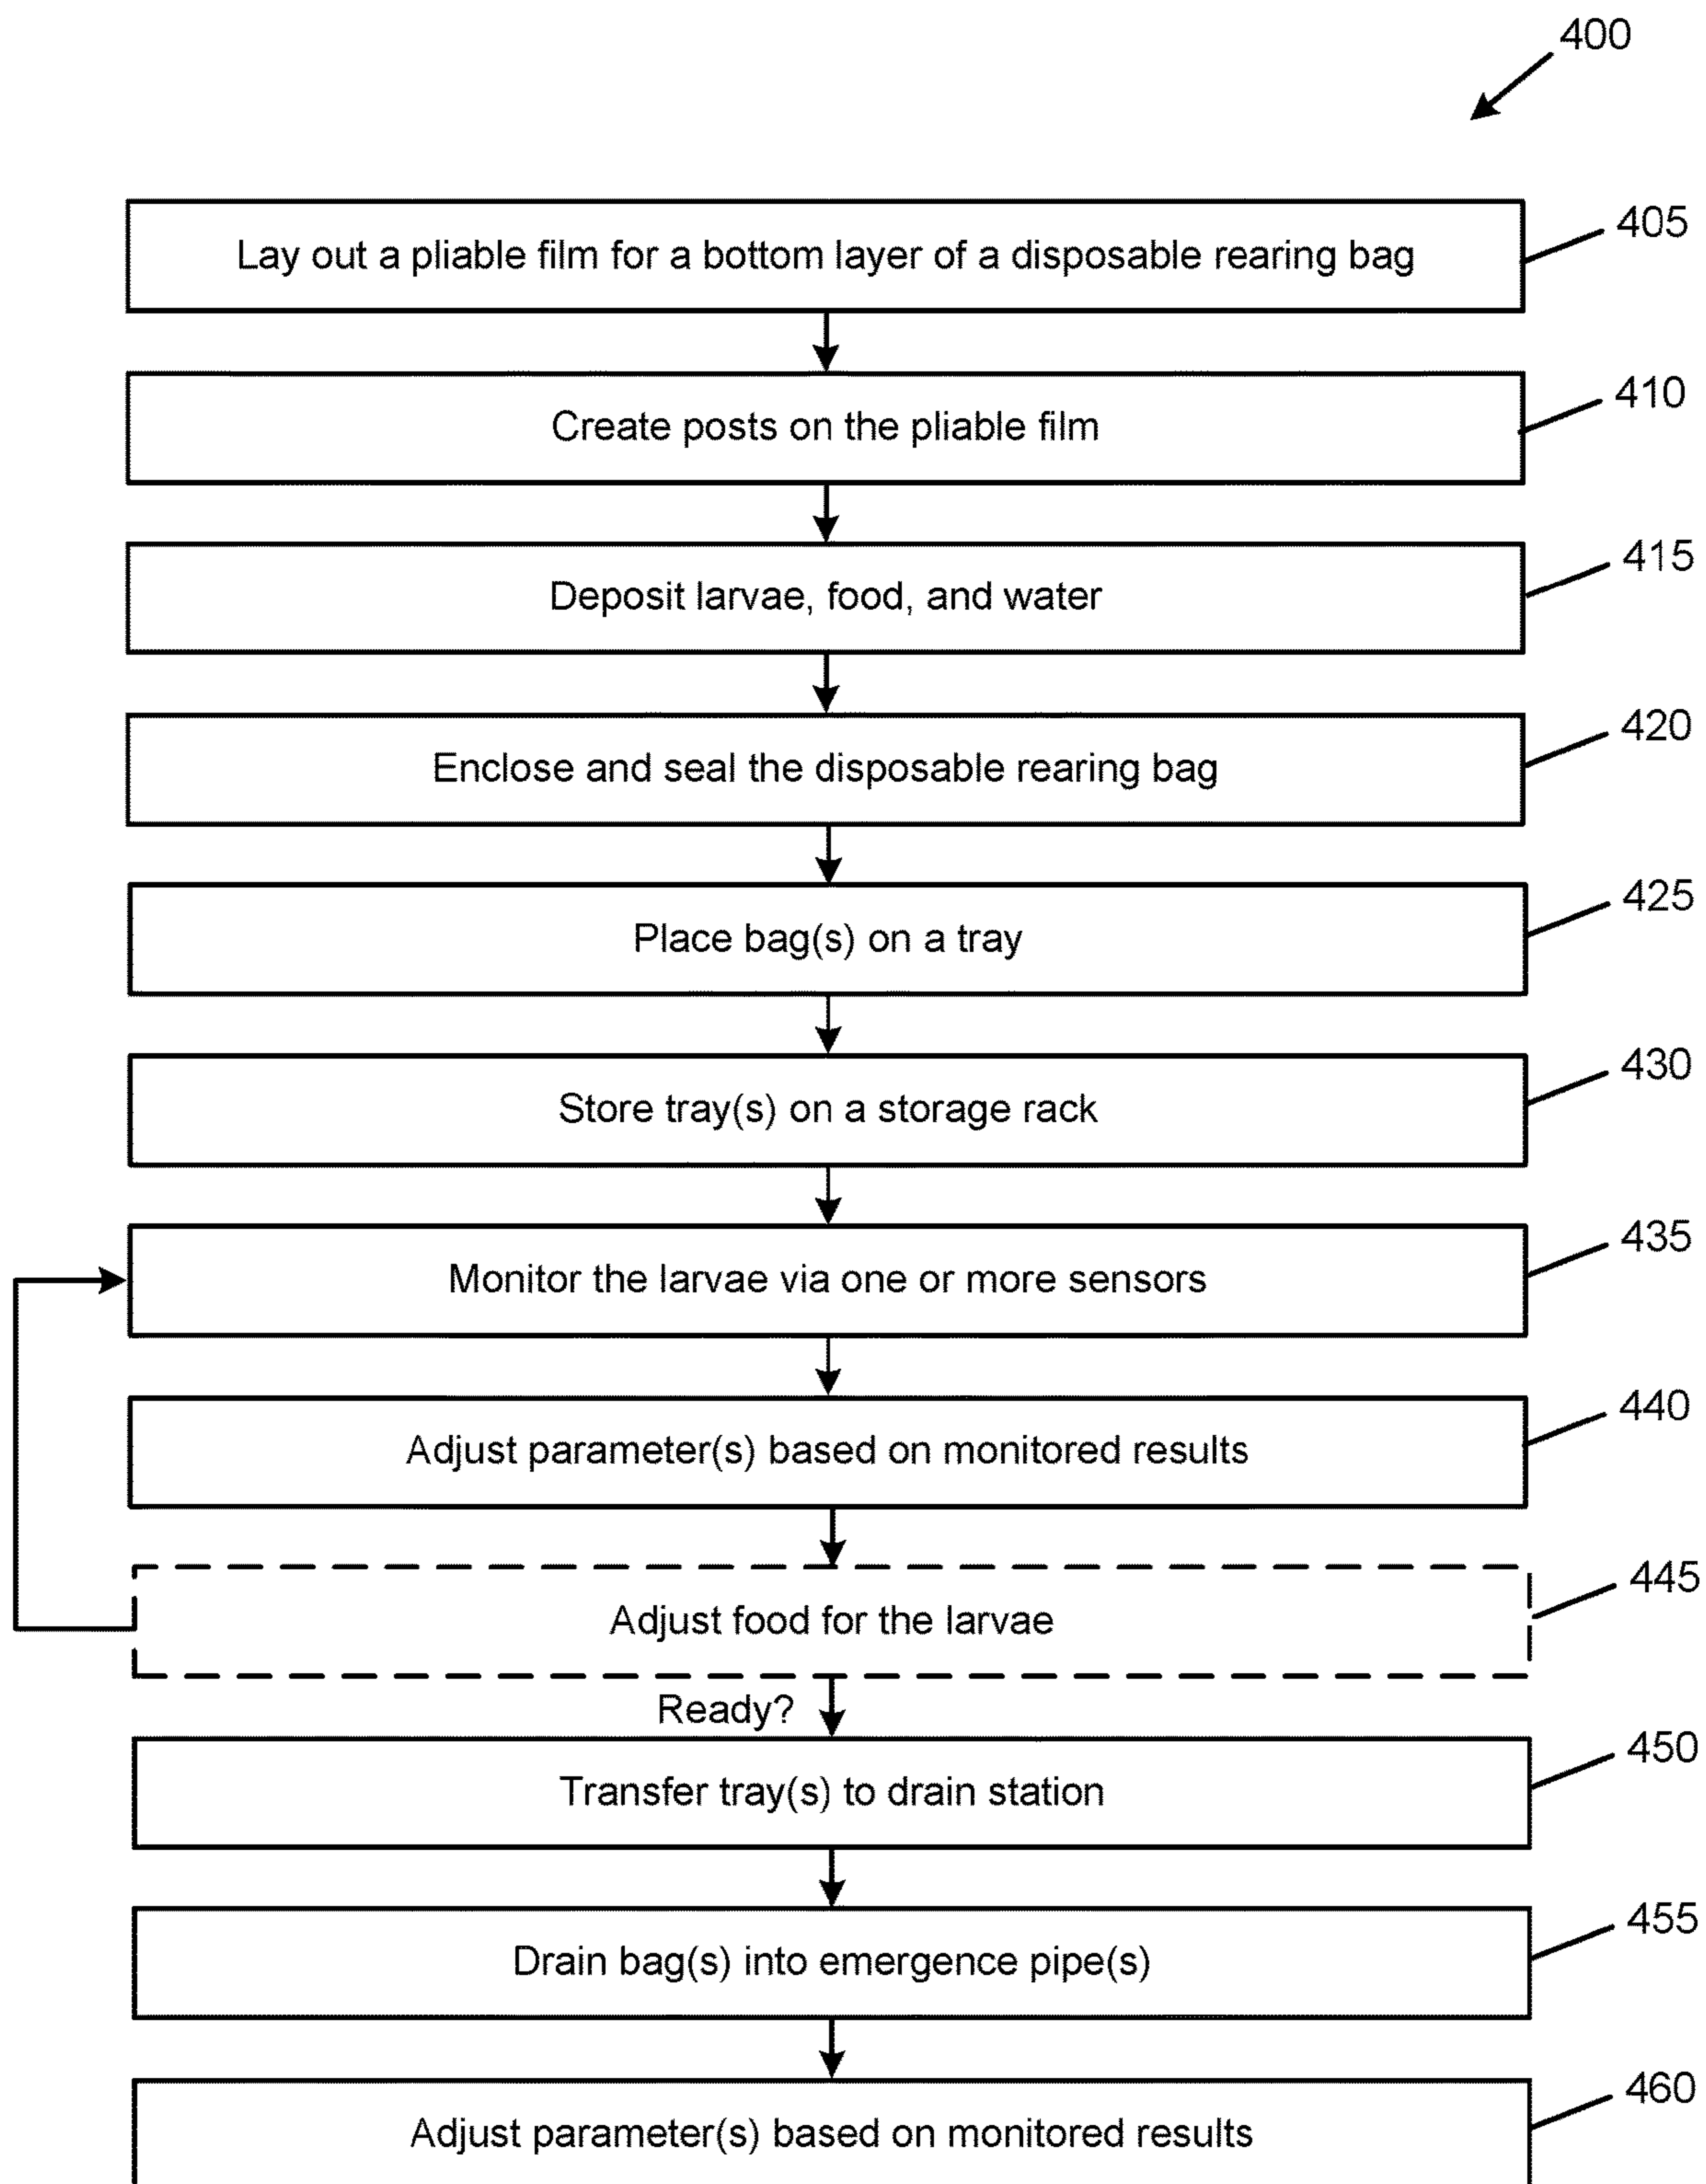 400
Lay out a pliable film for a bottom layer of a disposable rearing bag
405
Create posts on the pliable film
410
Deposit larvae, food, and water
415
Enclose and seal the disposable rearing bag
420
Place bag(s) on a tray
425
Store tray(s) on a storage rack
430
Monitor the larvae via one or more sensors
435
Adjust parameter(s) based on monitored results
440
Adjust food for the larvae
445
Ready?
Transfer tray(s) to drain station
450
Drain bag(s) into emergence pipe(s)
455
Adjust parameter(s) based on monitored results
460